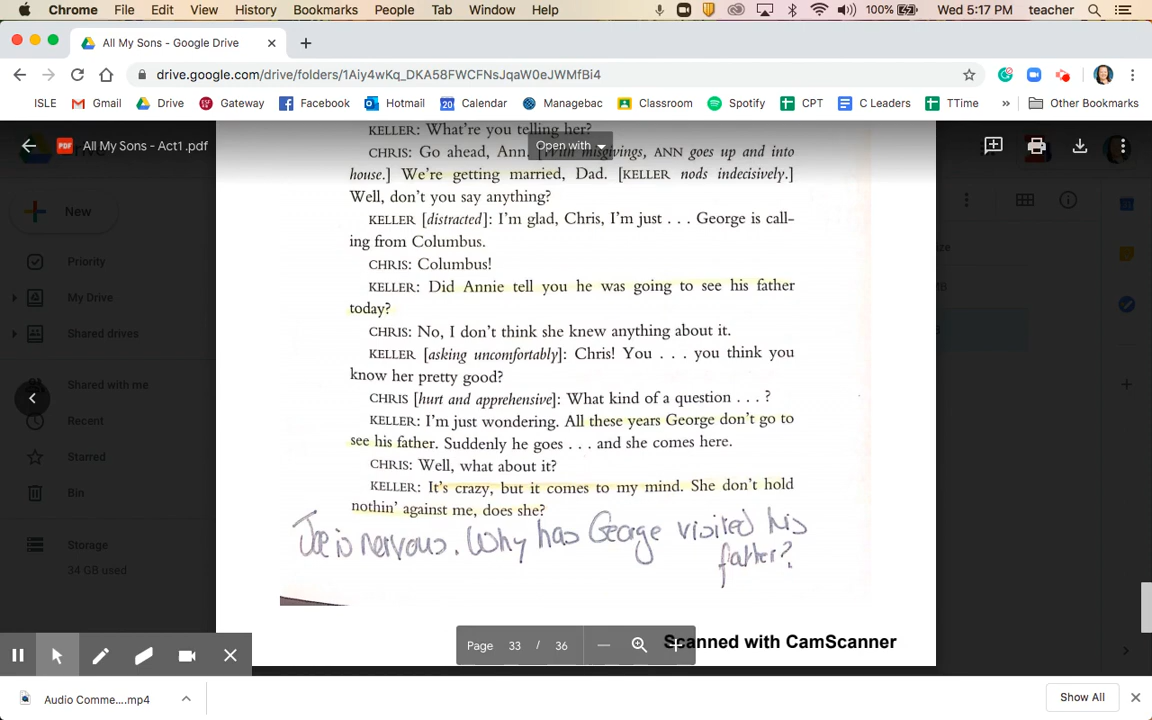 Chrome File Edit View History Bookmarks People Tab Window Help 100% Wed 5:17 PM teacher
All My Sons - Google Drive
drive.google.com/drive/folders/1Aiy4wKq_DKA58FWCFNsJqaW0eJWMfBi4
ISLE Gmail Drive Gateway Facebook Hotmail Calendar Managebac Classroom Spotify CPT C Leaders TTime » Other Bookmarks
KELLER: What're you telling her?
All My Sons - Act1 .pdf
Open with
CHRIS: Go ahead, Ann. [With misgivings, ANN goes up and into
house.] We're getting married, Dad. [KELLER nods indecisively.]
Well, don't you say anything?
KELLER [distracted]: I'm glad, Chris, I'm just . . . George is call-
ing from Columbus.
CHRIS: Columbus!
KELLER: Did Annie tell you he was going to see his father
today?
CHRIS: No, I don't think she knew anything about it.
KELLER [asking uncomfortably]: Chris! You . . . you think you
know her pretty good?
CHRIS [hurt and apprehensive]: What kind of a question . . . ?
KELLER: I'm just wondering. All these years George don't go to
see his father. Suddenly he goes . . . and she comes here.
CHRIS: Well, what about it?
KELLER: It's crazy, but it comes to my mind. She don't hold
nothin' against me, does she?
Joe is nervous. Why has George visited his
father?
New
Priority
My Drive
Shared drives
Shared with me
Recent
Starred
Bin
Storage
34 GB used
Page 33 / 36
Scanned with CamScanner
Audio Comme....mp4
Show All